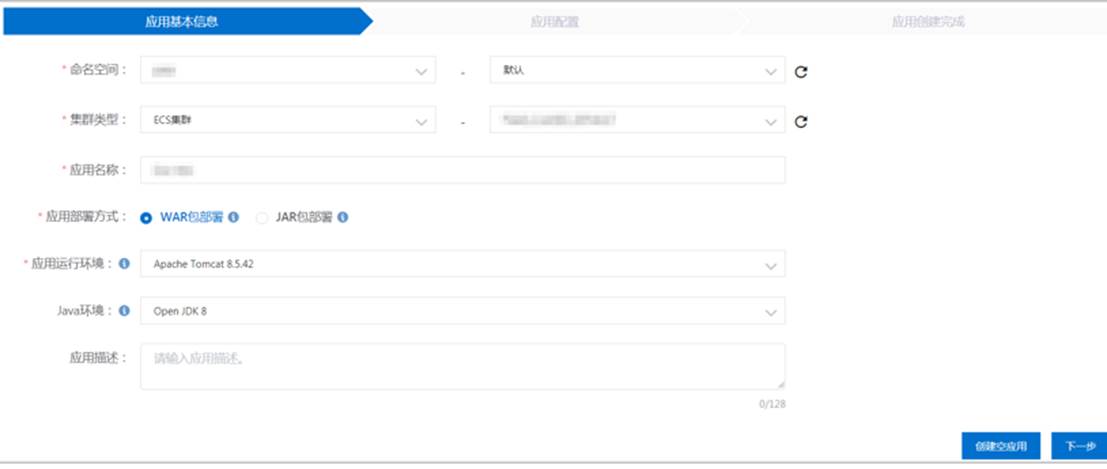 应用基本信息 应用配置 应用创建完成
* 命名空间： - 默认
* 集群类型： ECS集群 -
* 应用名称：
* 应用部署方式： WAR包部署 JAR包部署
* 应用运行环境： Apache Tomcat 8.5.42
Java环境： Open JDK 8
应用描述： 请输入应用描述。
0/128
创建空应用 下一步